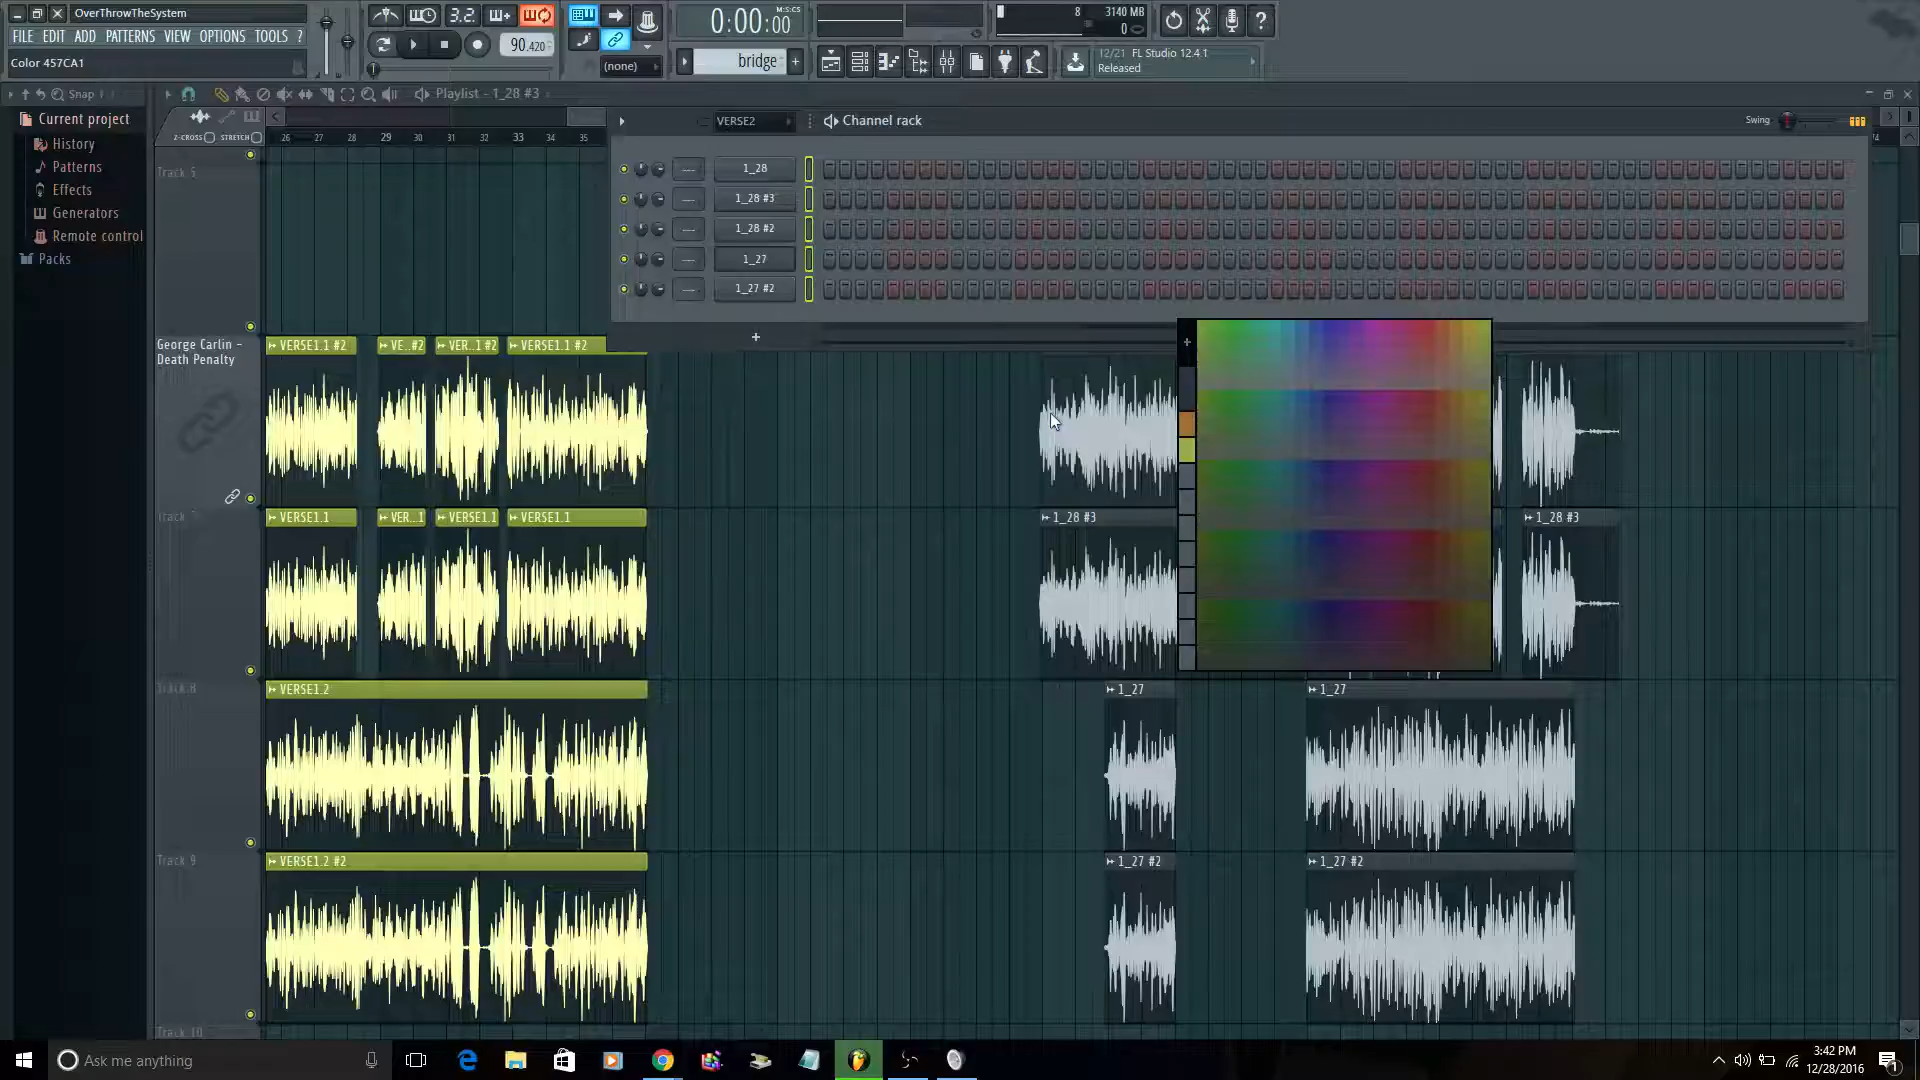 OverThrowTheSystem
FILE EDIT ADD PATTERNS VIEW OPTIONS TOOLS ?
Color 457CA1
3.2.
90.420
(none)
0:00:00
M:S:CS
bridge
8
3140 MB
0
12/21 FL Studio 12.4.1
Released
Snap
Playlist - 1_28 #3
Current project
History
Patterns
Effects
Generators
Remote control
Packs
Z-CROSS
STRETCH
26 27 28 29 30 31 32 33 34 35
74
VERSE2
Channel rack
Swing
1_28
1_28 #3
1_28 #2
1_27
1_27 #2
Track 6
George Carlin -
Death Penalty
VERSE1.1 #2
VE..#2
VER..1 #2
VERSE1.1 #2
Track 7
VERSE1.1
VER..1
VERSE1.1
VERSE1.1
1_28 #3
1_28 #3
Track 8
VERSE1.2
1_27
1_27
Track 9
VERSE1.2 #2
1_27 #2
1_27 #2
Track 10
Ask me anything
3:42 PM
12/28/2016
1